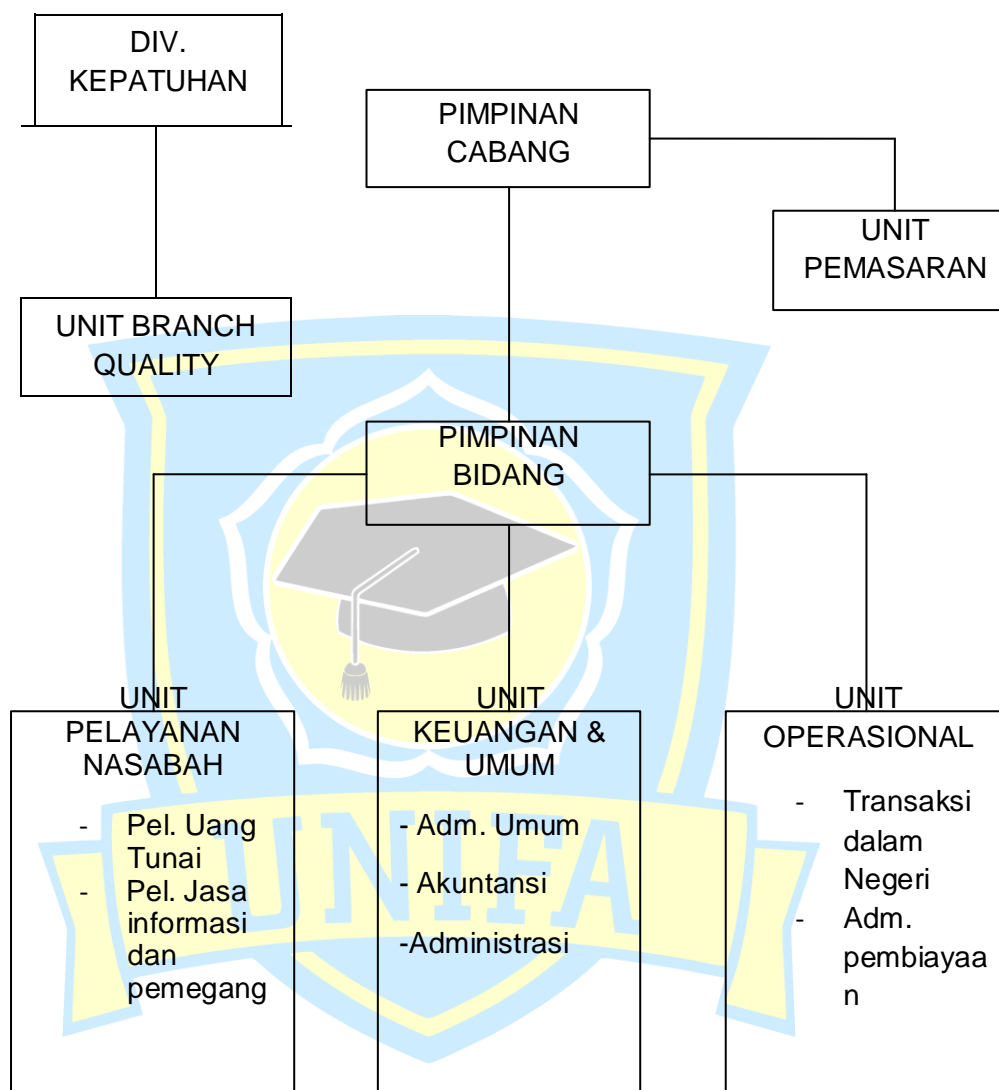 DIV.
KEPATUHAN
PIMPINAN
CABANG
UNIT
PEMASARAN
UNIT BRANCH
QUALITY
PIMPINAN
BIDANG
UNIT
PELAYANAN
NASABAH
- Pel. Uang
Tunai
- Pel. Jasa
informasi
dan
pemegang
UNIT
KEUANGAN &
UMUM
- Adm. Umum
- Akuntansi
-Administrasi
UNIT
OPERASIONAL
- Transaksi
dalam
Negeri
- Adm.
pembiayaa
n
UNIFA